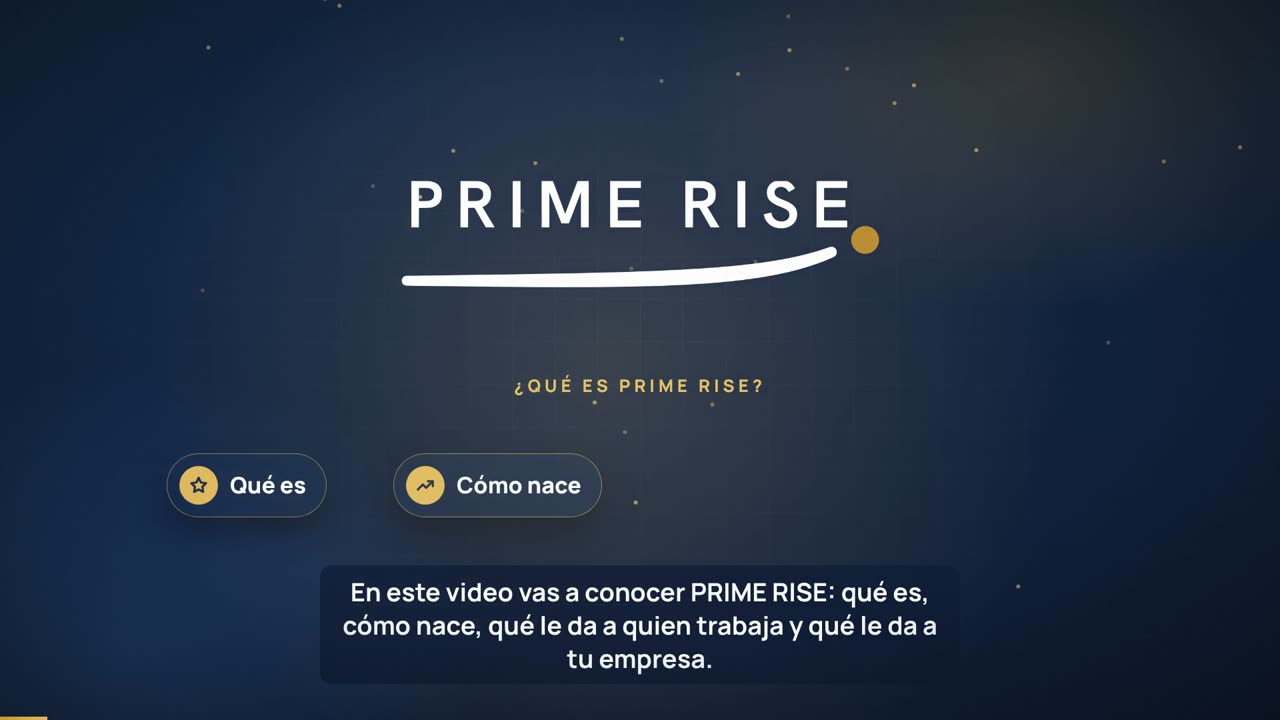 PRIME RISE
¿QUÉ ES PRIME RISE?
Qué es
Cómo nace
En este video vas a conocer PRIME RISE: qué es,
cómo nace, qué le da a quien trabaja y qué le da a
tu empresa.